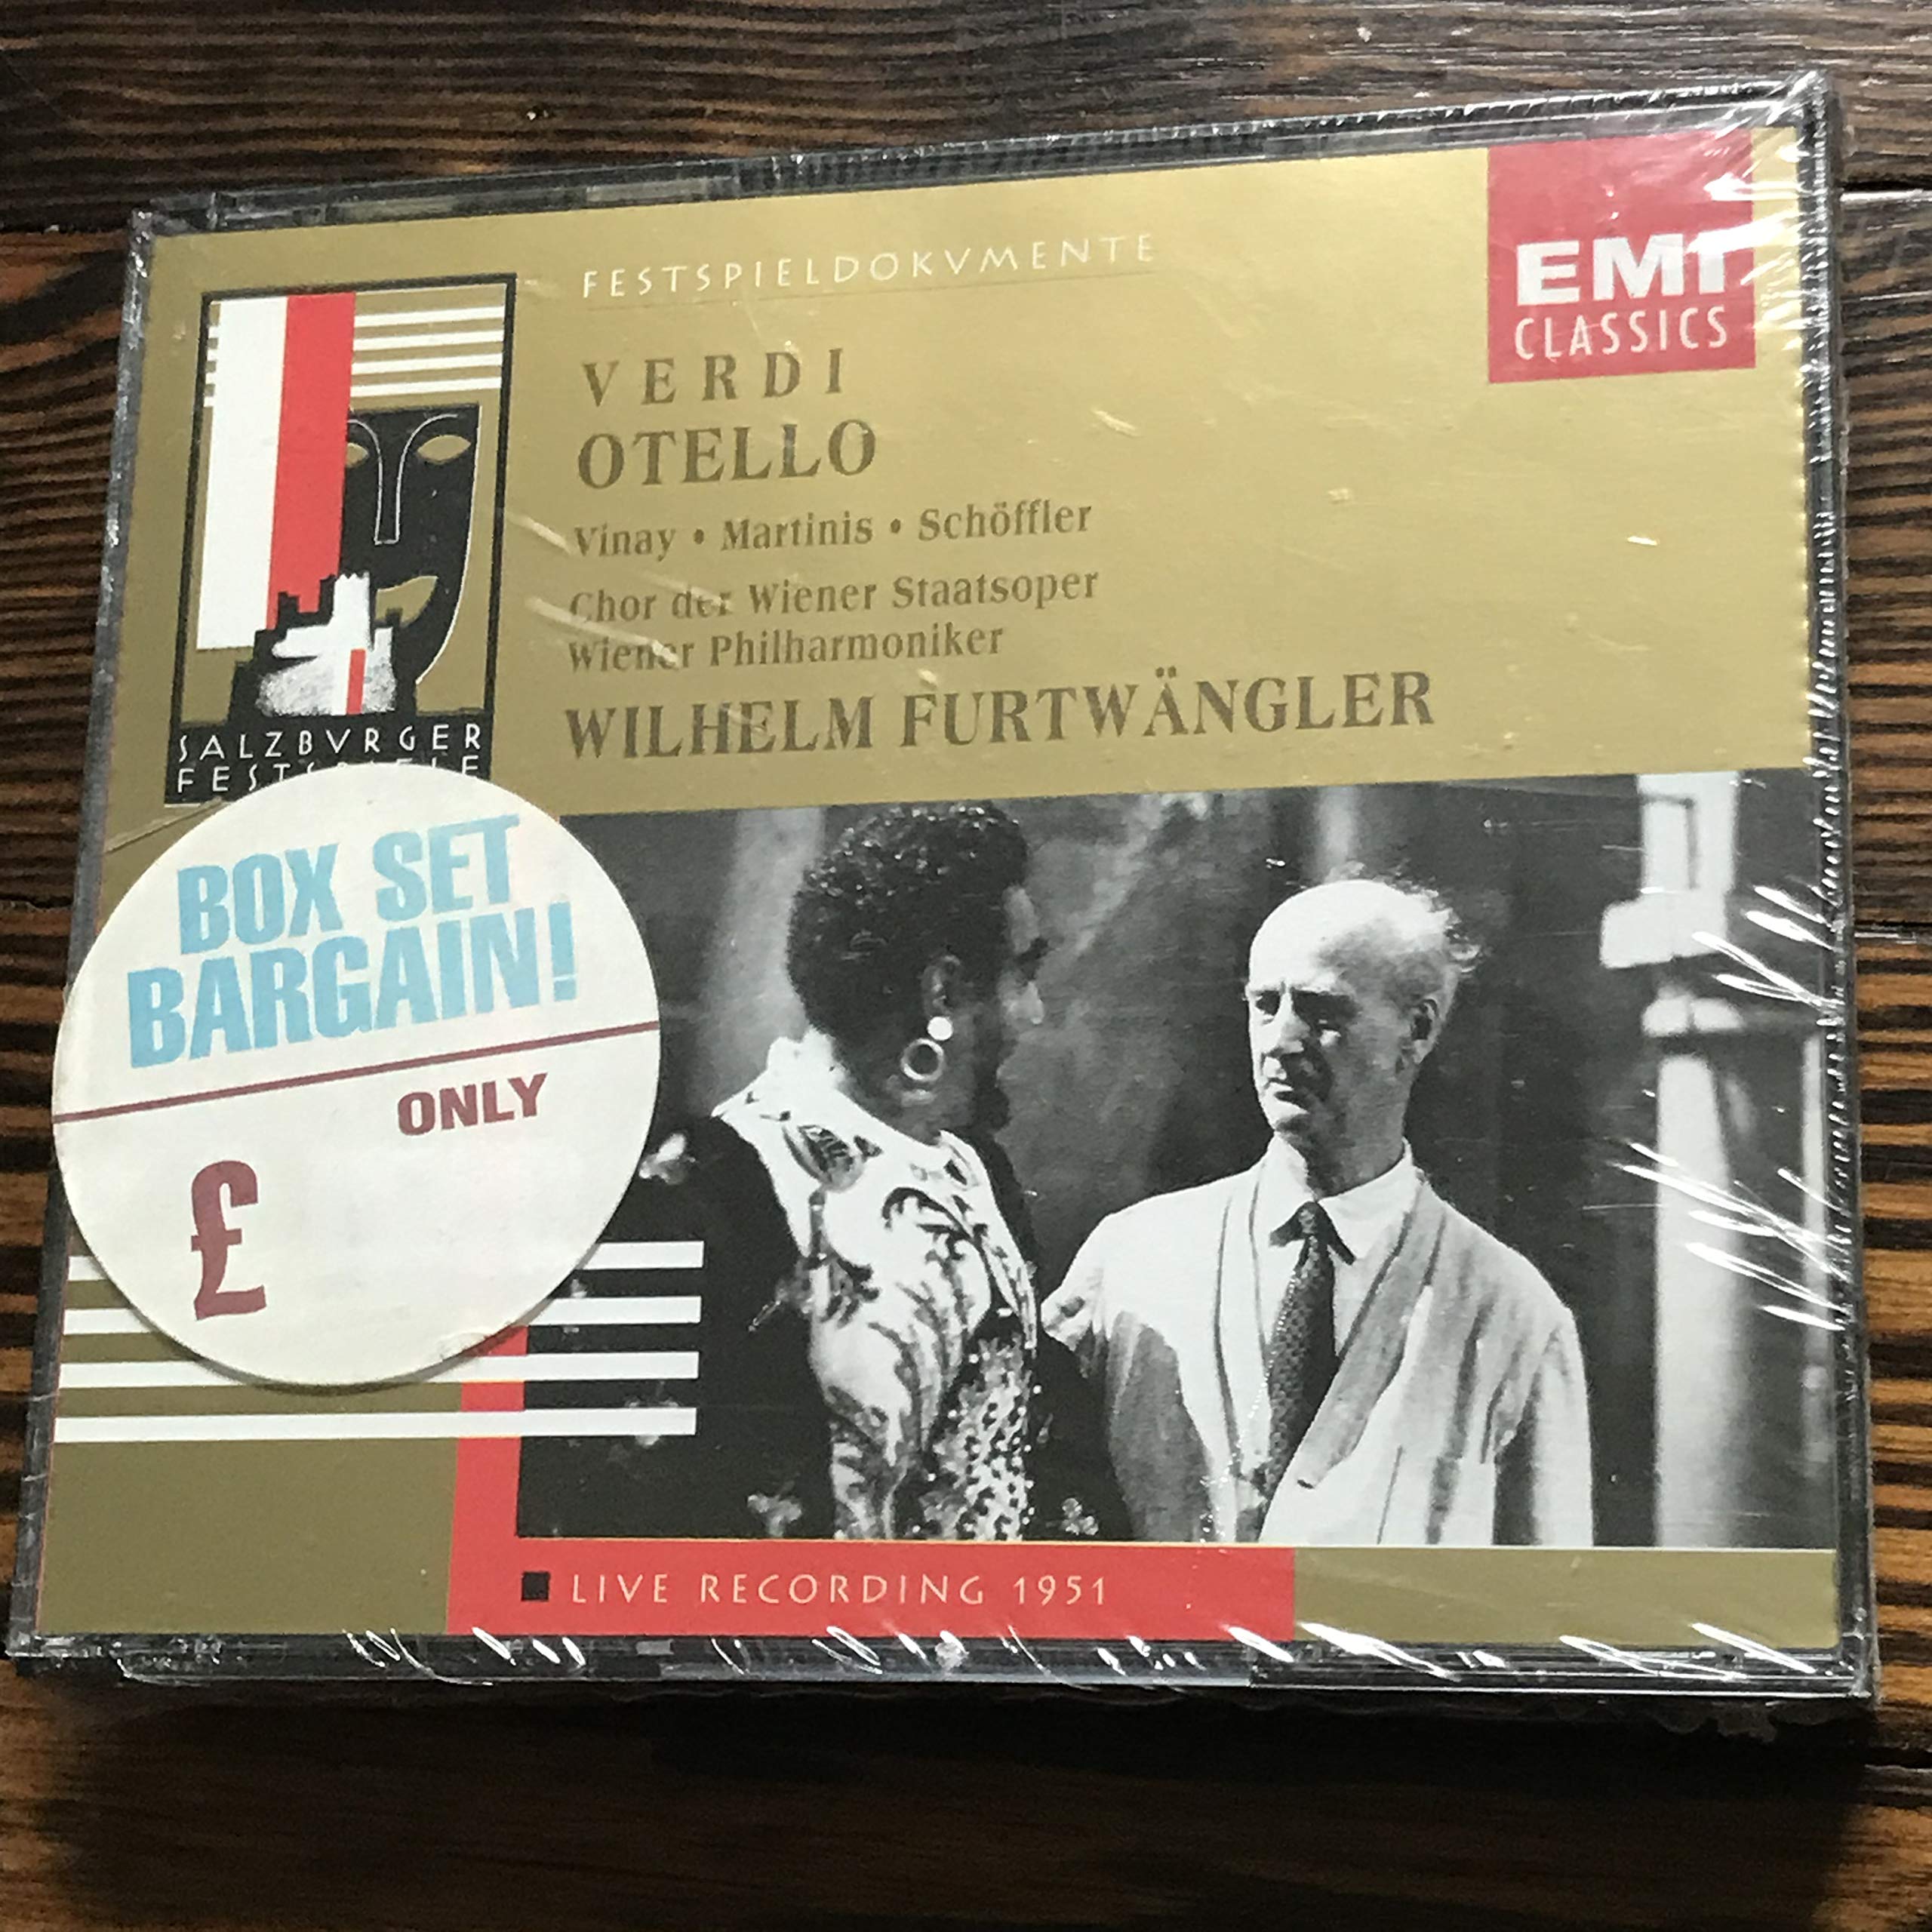 FESTSPIELDOKVMENTE
EMI
CLASSICS
VERDI
OTELLO
Vinay • Martinis • Schöffler
Chor der Wiener Staatsoper
Wiener Philharmoniker
WILHELM FURTWÄNGLER
SALZBVRGER
FESTSPIELE
BOX SET
BARGAIN!
ONLY
£
LIVE RECORDING 1951